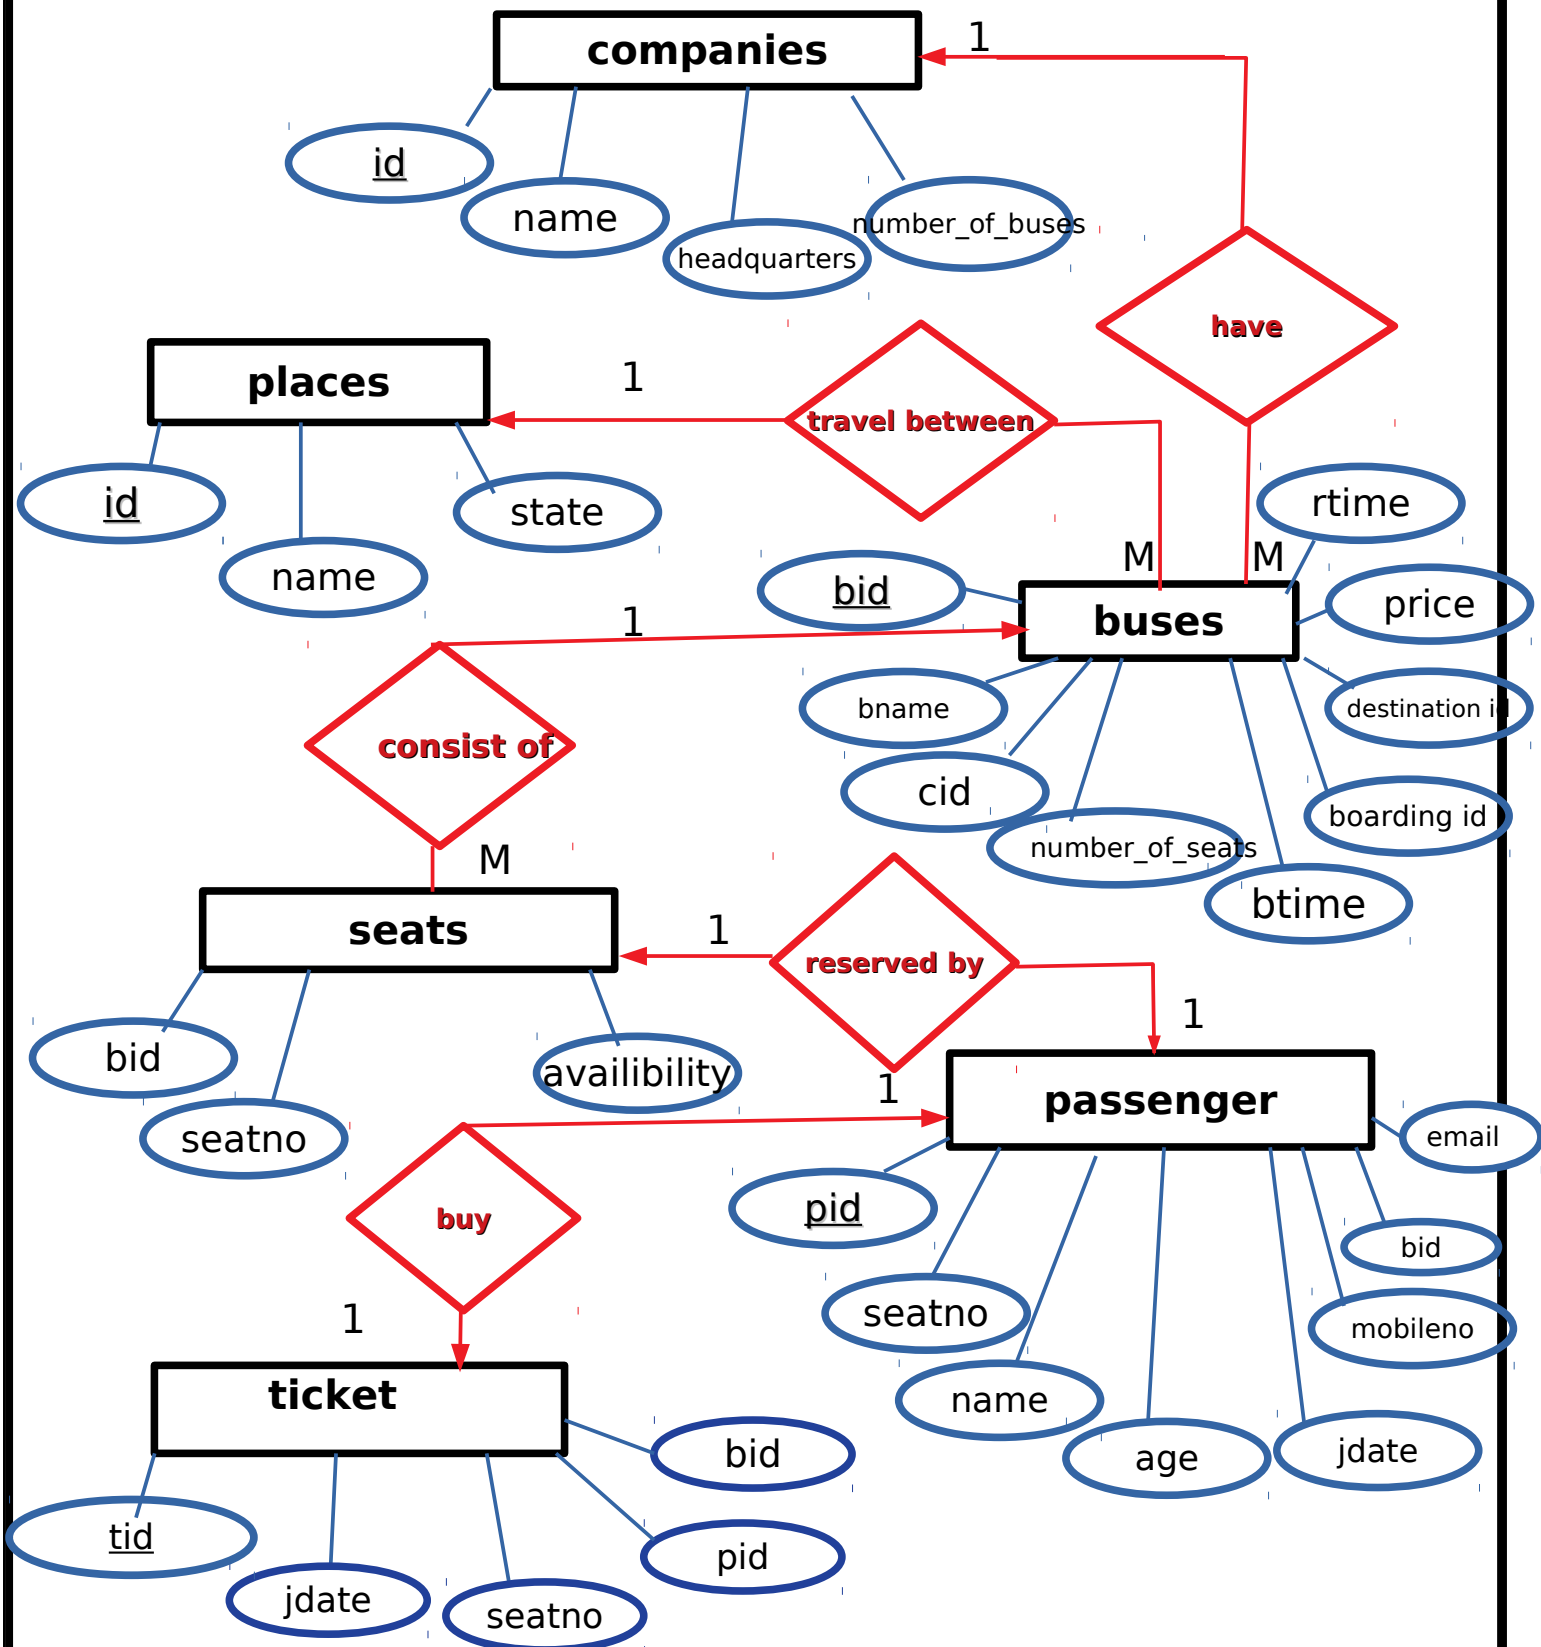 companies
1
id
name
headquarters
number_of_buses
have
places
1
travel between
id
name
state
M
M
rtime
bid
buses
price
1
bname
destination id
consist of
cid
boarding id
number_of_seats
btime
M
seats
1
reserved by
1
bid
seatno
availibility
1
passenger
email
buy
pid
bid
seatno
mobileno
name
age
jdate
1
ticket
bid
tid
pid
jdate
seatno